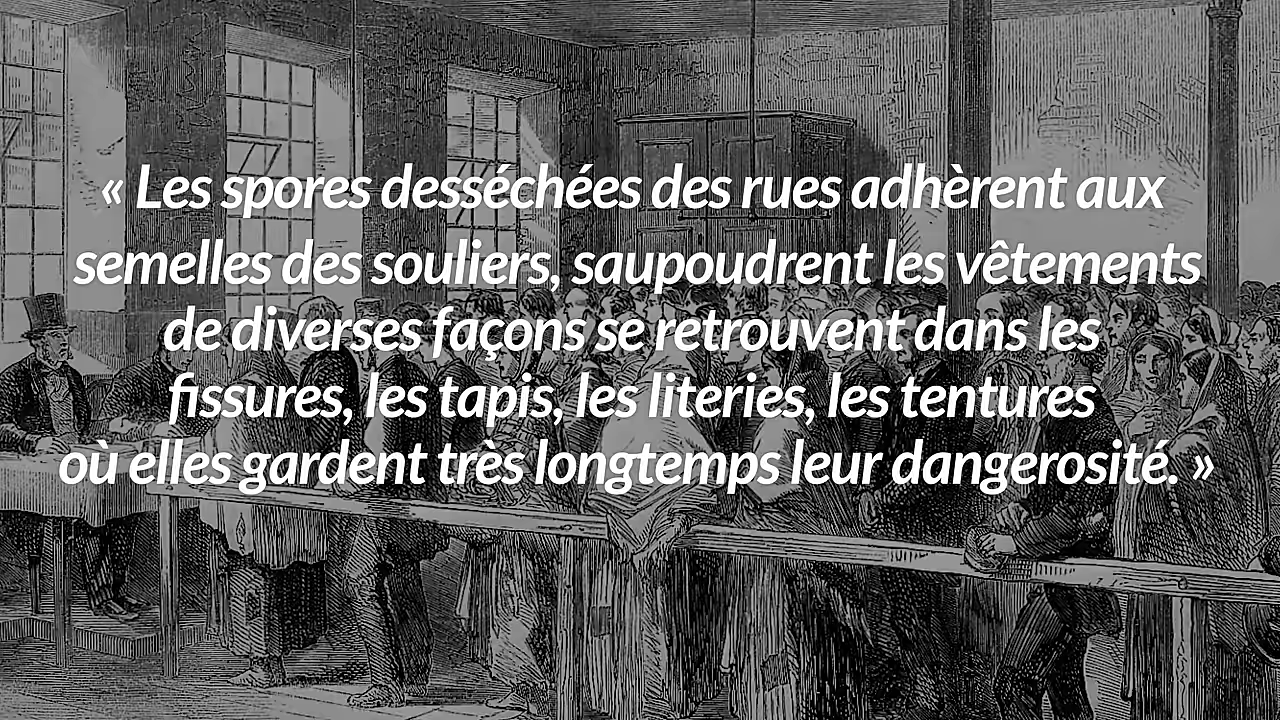 « Les spores desséchées des rues adhèrent aux
semelles des souliers, saupoudrent les vêtements
de diverses façons se retrouvent dans les
fissures, les tapis, les literies, les tentures
où elles gardent très longtemps leur dangerosité. »